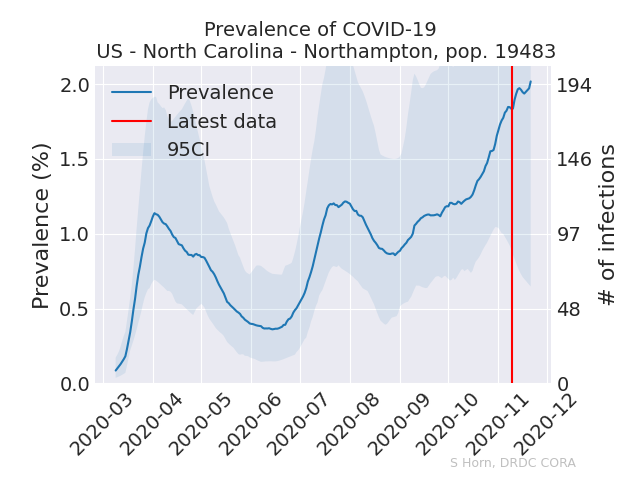 Prevalence of COVID-19
US - North Carolina - Northampton, pop. 19483
Prevalence
Latest data
95CI
Prevalence (%)
2.0
1.5
1.0
0.5
0.0
194
146
97
48
0
# of infections
2020-03
2020-04
2020-05
2020-06
2020-07
2020-08
2020-09
2020-10
2020-11
2020-12
S Horn, DRDC CORA